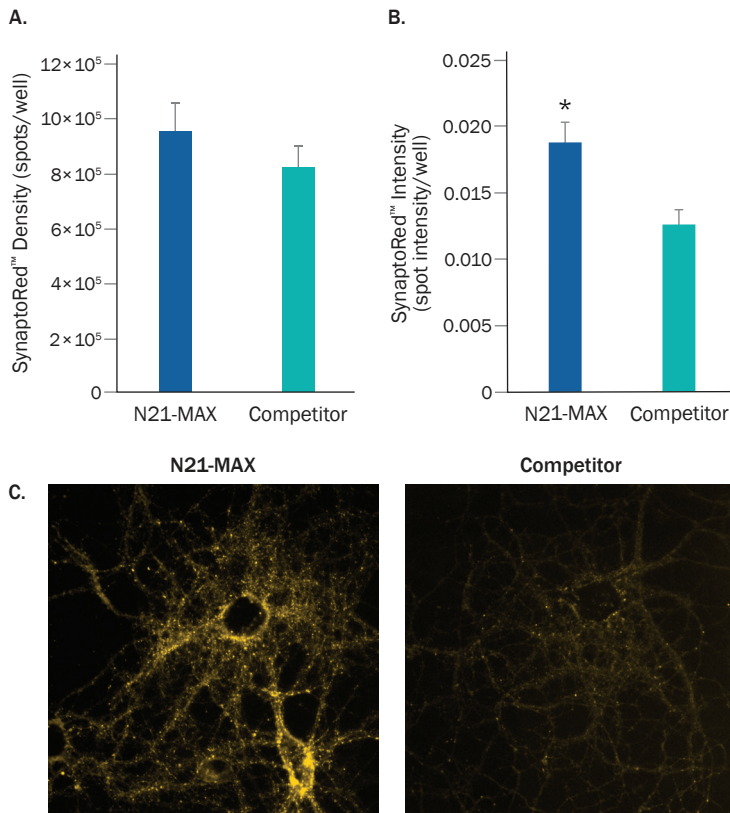 A.
SynaptoRed™ Density (spots/well)
12×10⁵
10×10⁵
8×10⁵
6×10⁵
4×10⁵
2×10⁵
0
N21-MAX Competitor
B.
SynaptoRed™ Intensity
(spot intensity/well)
0.025
0.020
0.015
0.010
0.005
0
*
N21-MAX Competitor
C.
N21-MAX
Competitor